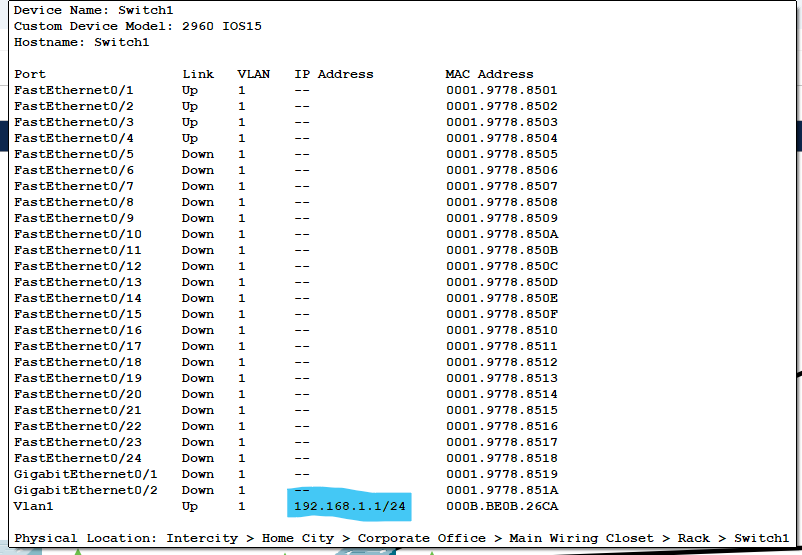 Device Name: Switch1
Custom Device Model: 2960 IOS15
Hostname: Switch1
Port Link VLAN IP Address MAC Address
FastEthernet0/1 Up 1 -- 0001.9778.8501
FastEthernet0/2 Up 1 -- 0001.9778.8502
FastEthernet0/3 Up 1 -- 0001.9778.8503
FastEthernet0/4 Up 1 -- 0001.9778.8504
FastEthernet0/5 Down 1 -- 0001.9778.8505
FastEthernet0/6 Down 1 -- 0001.9778.8506
FastEthernet0/7 Down 1 -- 0001.9778.8507
FastEthernet0/8 Down 1 -- 0001.9778.8508
FastEthernet0/9 Down 1 -- 0001.9778.8509
FastEthernet0/10 Down 1 -- 0001.9778.850A
FastEthernet0/11 Down 1 -- 0001.9778.850B
FastEthernet0/12 Down 1 -- 0001.9778.850C
FastEthernet0/13 Down 1 -- 0001.9778.850D
FastEthernet0/14 Down 1 -- 0001.9778.850E
FastEthernet0/15 Down 1 -- 0001.9778.850F
FastEthernet0/16 Down 1 -- 0001.9778.8510
FastEthernet0/17 Down 1 -- 0001.9778.8511
FastEthernet0/18 Down 1 -- 0001.9778.8512
FastEthernet0/19 Down 1 -- 0001.9778.8513
FastEthernet0/20 Down 1 -- 0001.9778.8514
FastEthernet0/21 Down 1 -- 0001.9778.8515
FastEthernet0/22 Down 1 -- 0001.9778.8516
FastEthernet0/23 Down 1 -- 0001.9778.8517
FastEthernet0/24 Down 1 -- 0001.9778.8518
GigabitEthernet0/1 Down 1 -- 0001.9778.8519
GigabitEthernet0/2 Down 1 -- 0001.9778.851A
Vlan1 Up 1 192.168.1.1/24 000B.BE0B.26CA
Physical Location: Intercity > Home City > Corporate Office > Main Wiring Closet > Rack > Switch1